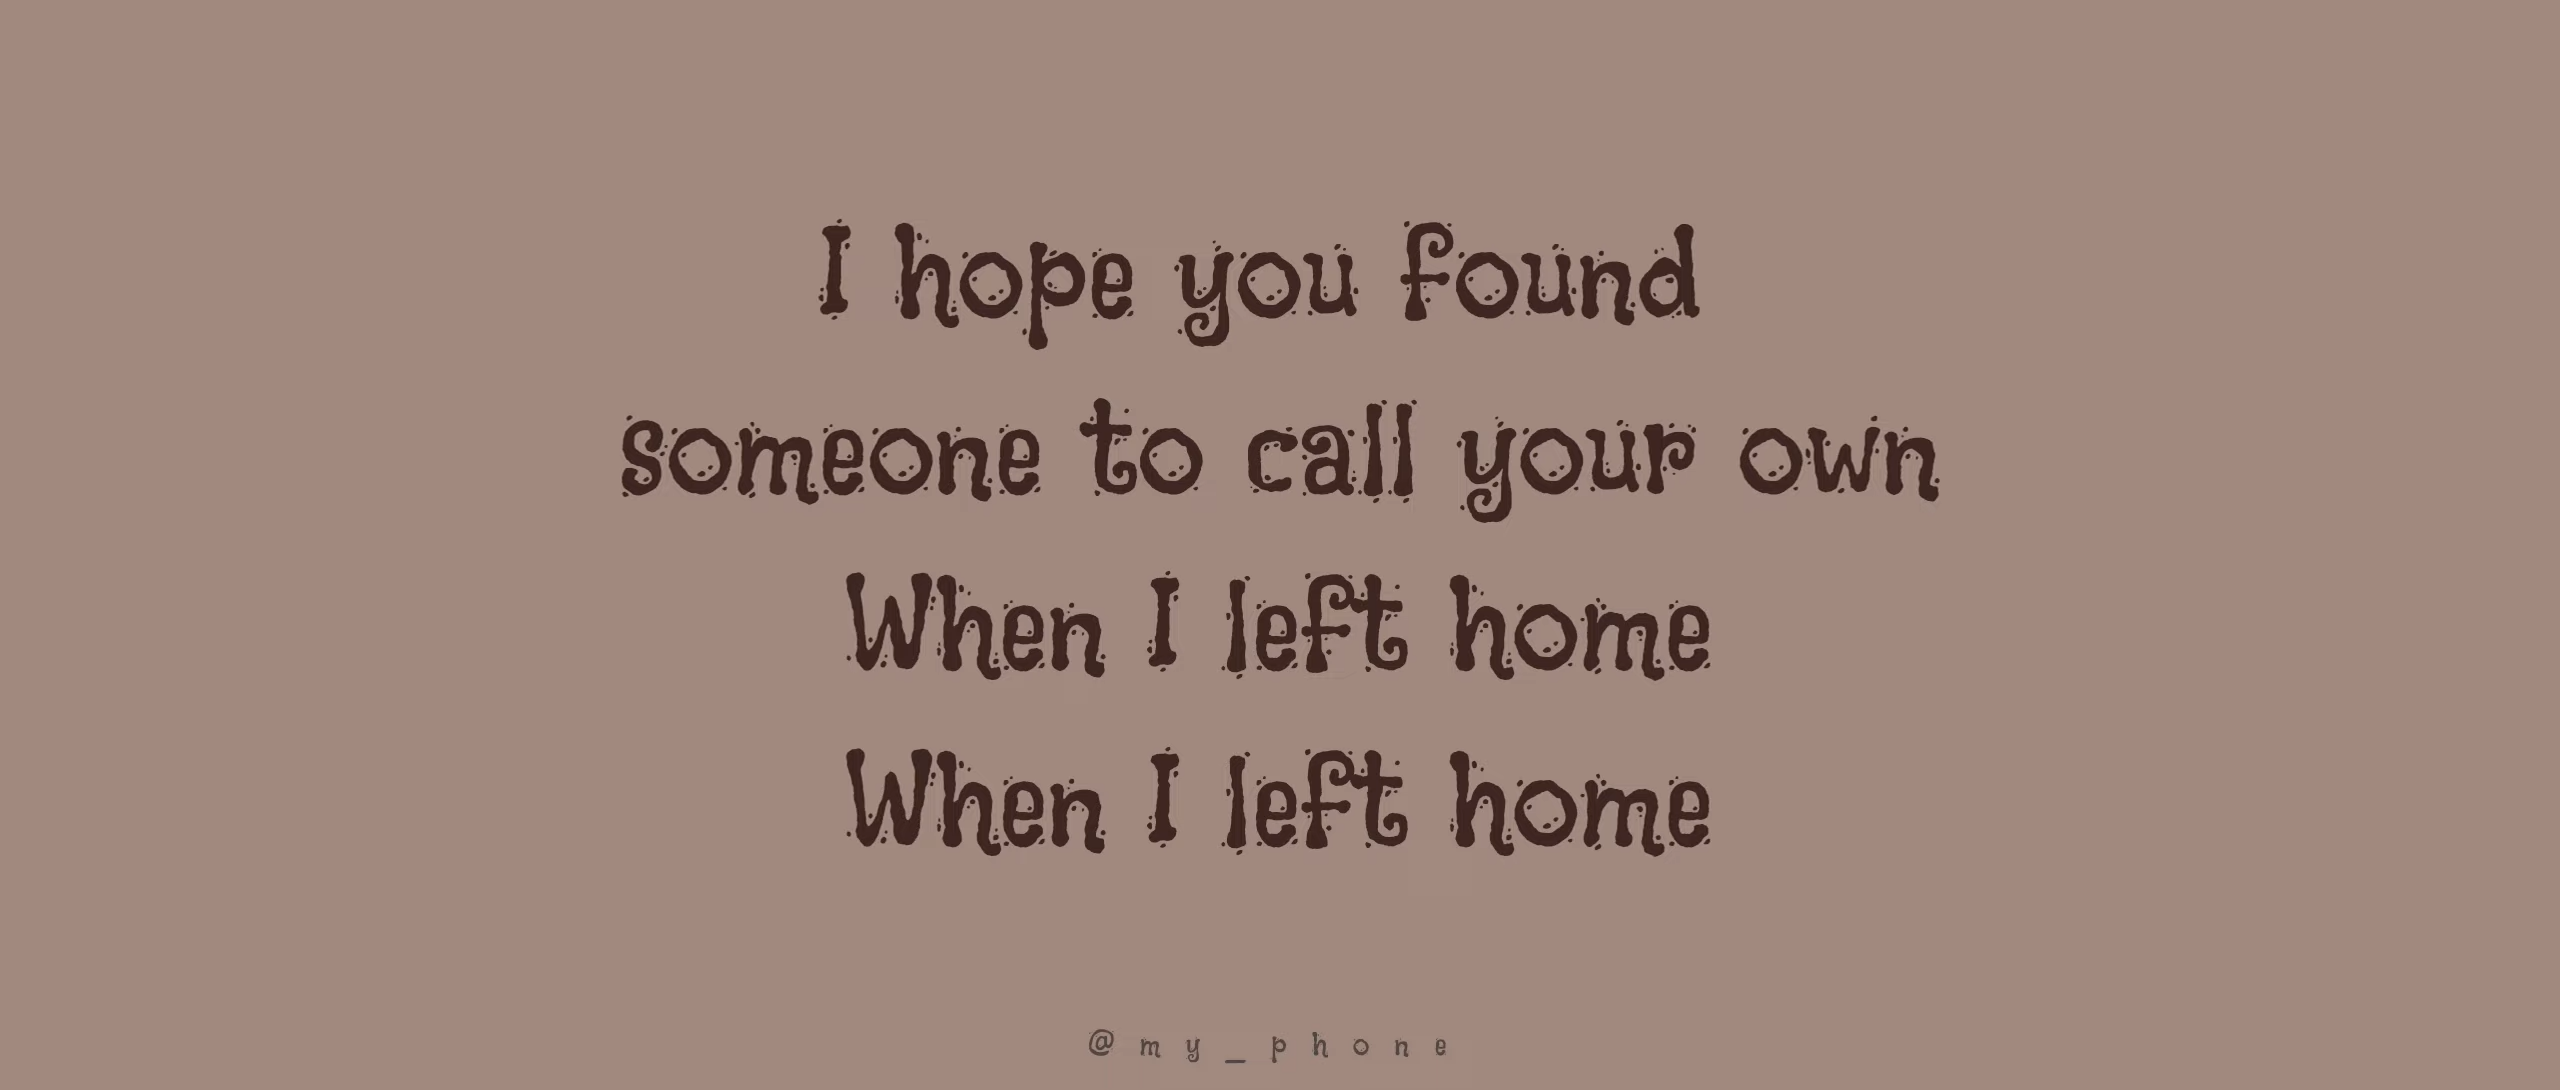 I hope you found
someone to call your own
When I left home
When I left home
@my_phone